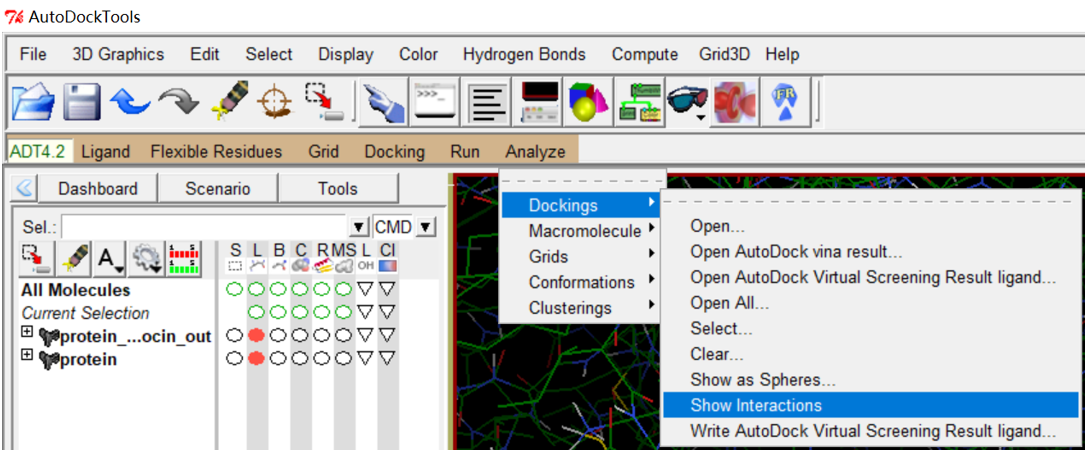 AutoDockTools
File 3D Graphics Edit Select Display Color Hydrogen Bonds Compute Grid3D Help
>>>_
FR
ADT4.2 Ligand Flexible Residues Grid Docking Run Analyze
Dashboard Scenario Tools
Sel.: CMD
A
S L B C R MS L Cl
OH
All Molecules
Current Selection
protein_...ocin_out
protein
Dockings
Macromolecule
Grids
Conformations
Clusterings
Open...
Open AutoDock vina result...
Open AutoDock Virtual Screening Result ligand...
Open All...
Select...
Clear...
Show as Spheres...
Show Interactions
Write AutoDock Virtual Screening Result ligand...